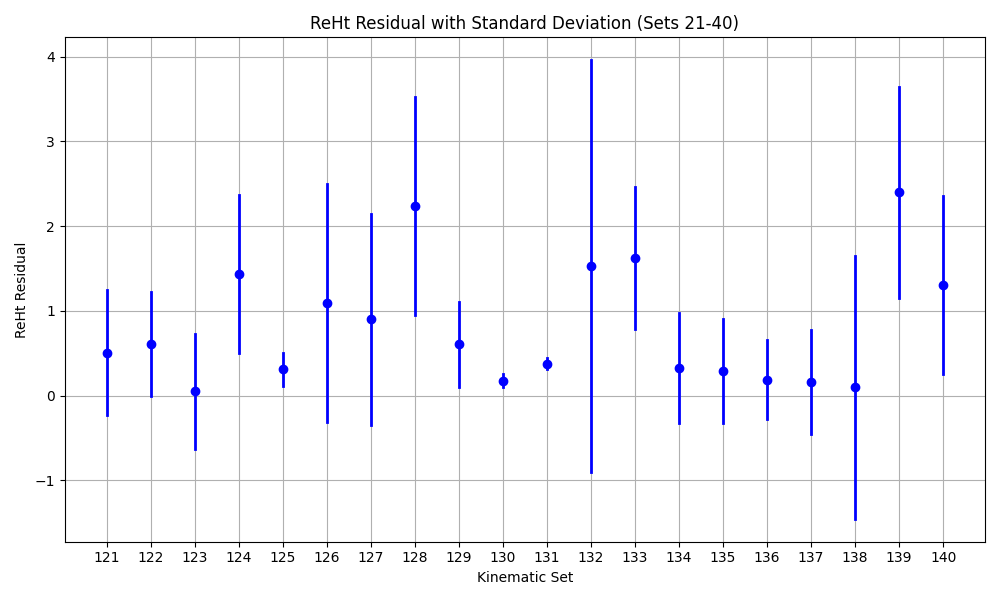 ReHt Residual with Standard Deviation (Sets 21-40)
ReHt Residual
4
3
2
1
0
−1
121 122 123 124 125 126 127 128 129 130 131 132 133 134 135 136 137 138 139 140
Kinematic Set